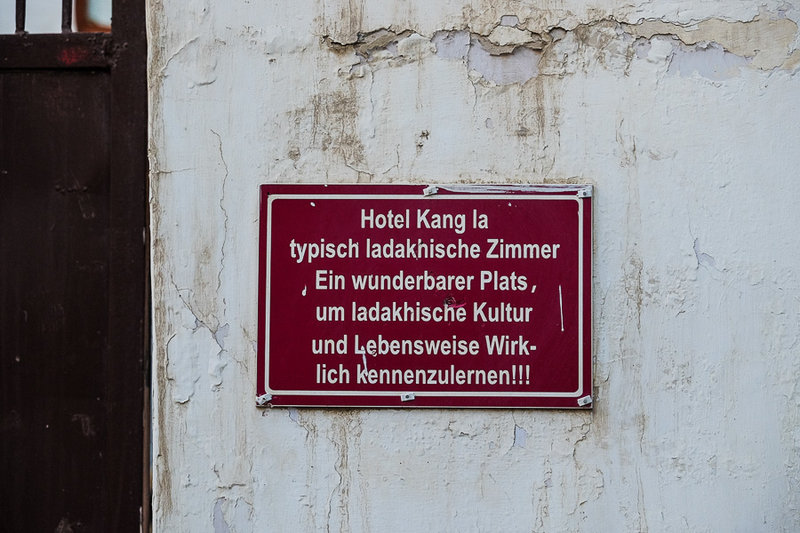 Hotel Kang la
typisch ladakhische Zimmer
Ein wunderbarer Plats,
um ladakhische Kultur
und Lebensweise Wirk-
lich kennenzulernen!!!